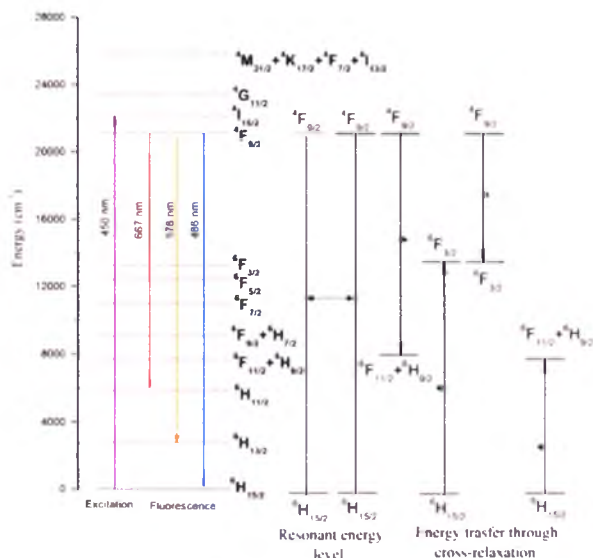 28000
24000
20000
16000
12000
8000
4000
0
Energy (cm⁻¹)
450 nm
667 nm
578 nm
486 nm
Excitation
Fluorescence
⁴M₂₁/₂+⁴K₁₇/₂+⁴F₇/₂+⁴I₁₃/₂
⁴G₁₁/₂
⁴I₁₅/₂
⁴F₉/₂
⁶F₃/₂
⁶F₅/₂
⁶F₇/₂
⁶F₉/₂+⁶H₇/₂
⁶F₁₁/₂+⁶H₉/₂
⁶H₁₁/₂
⁶H₁₃/₂
⁶H₁₅/₂
⁴F₉/₂
⁴F₉/₂
⁴F₉/₂
⁴F₉/₂
⁶F₃/₂
⁶F₃/₂
⁶F₁₁/₂+⁶H₉/₂
⁶F₁₁/₂+⁶H₉/₂
⁶H₁₅/₂
⁶H₁₅/₂
⁶H₁₅/₂
⁶H₁₅/₂
Resonant energy
level
Energy trasfer through
cross-relaxation